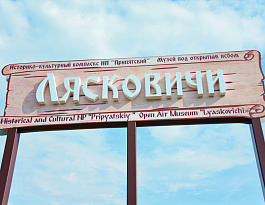 Историко-культурный комплекс НП "Припятский" Музей под открытым небом
Лясковичи
Historical and Cultural NP "Pripyatskiy" Open Air Museum "Lyaskovichi"